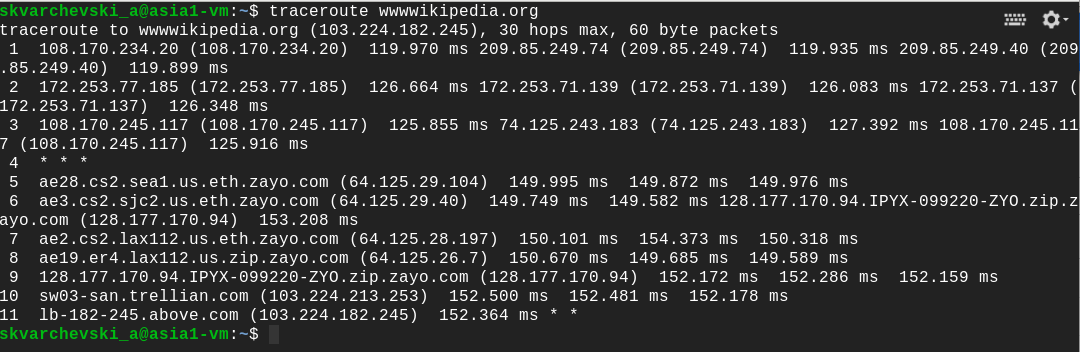 skvarchevski_a@asia1-vm:~$ traceroute wwwwikipedia.org
traceroute to wwwwikipedia.org (103.224.182.245), 30 hops max, 60 byte packets
 1  108.170.234.20 (108.170.234.20)  119.970 ms 209.85.249.74 (209.85.249.74)  119.935 ms 209.85.249.40 (209
.85.249.40)  119.899 ms
 2  172.253.77.185 (172.253.77.185)  126.664 ms 172.253.71.139 (172.253.71.139)  126.083 ms 172.253.71.137 (
172.253.71.137)  126.348 ms
 3  108.170.245.117 (108.170.245.117)  125.855 ms 74.125.243.183 (74.125.243.183)  127.392 ms 108.170.245.11
7 (108.170.245.117)  125.916 ms
 4  * * *
 5  ae28.cs2.sea1.us.eth.zayo.com (64.125.29.104)  149.995 ms  149.872 ms  149.976 ms
 6  ae3.cs2.sjc2.us.eth.zayo.com (64.125.29.40)  149.749 ms  149.582 ms 128.177.170.94.IPYX-099220-ZYO.zip.z
ayo.com (128.177.170.94)  153.208 ms
 7  ae2.cs2.lax112.us.eth.zayo.com (64.125.28.197)  150.101 ms  154.373 ms  150.318 ms
 8  ae19.er4.lax112.us.zip.zayo.com (64.125.26.7)  150.670 ms  149.685 ms  149.589 ms
 9  128.177.170.94.IPYX-099220-ZYO.zip.zayo.com (128.177.170.94)  152.172 ms  152.286 ms  152.159 ms
10  sw03-san.trellian.com (103.224.213.253)  152.500 ms  152.481 ms  152.178 ms
11  lb-182-245.above.com (103.224.182.245)  152.364 ms * *
skvarchevski_a@asia1-vm:~$